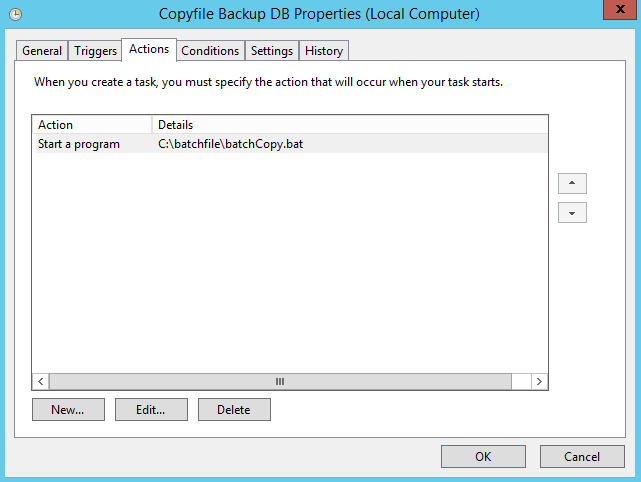 Copyfile Backup DB Properties (Local Computer)
x
General Triggers Actions Conditions Settings History
When you create a task, you must specify the action that will occur when your task starts.
Action Details
Start a program C:\batchfile\batchCopy.bat
New... Edit... Delete
OK Cancel